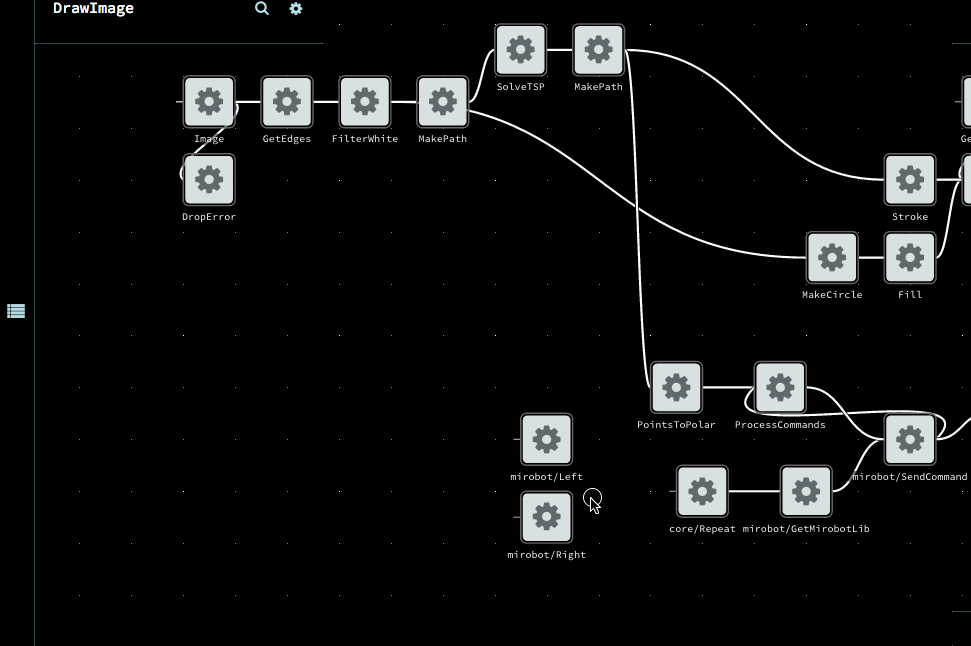 DrawImage
SolveTSP
MakePath
Image
GetEdges
FilterWhite
MakePath
Ge
DropError
Stroke
MakeCircle
Fill
PointsToPolar
ProcessCommands
mirobot/Left
mirobot/SendCommand
core/Repeat
mirobot/GetMirobotLib
mirobot/Right